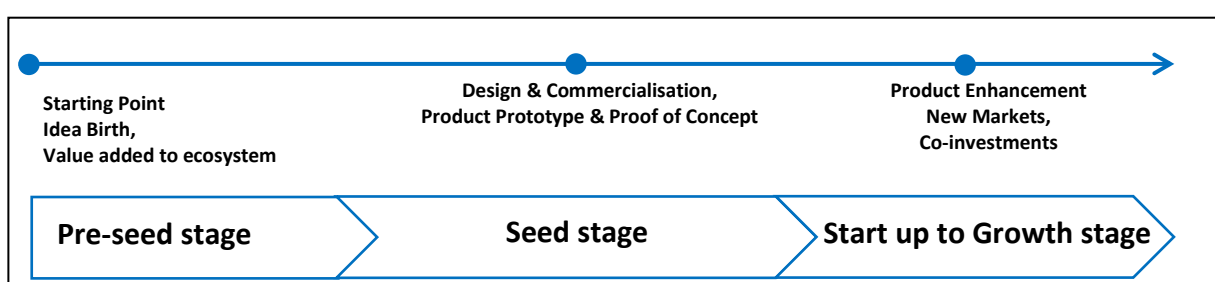 Starting Point
Idea Birth,
Value added to ecosystem
Design & Commercialisation,
Product Prototype & Proof of Concept
Product Enhancement
New Markets,
Co-investments
Pre-seed stage
Seed stage
Start up to Growth stage